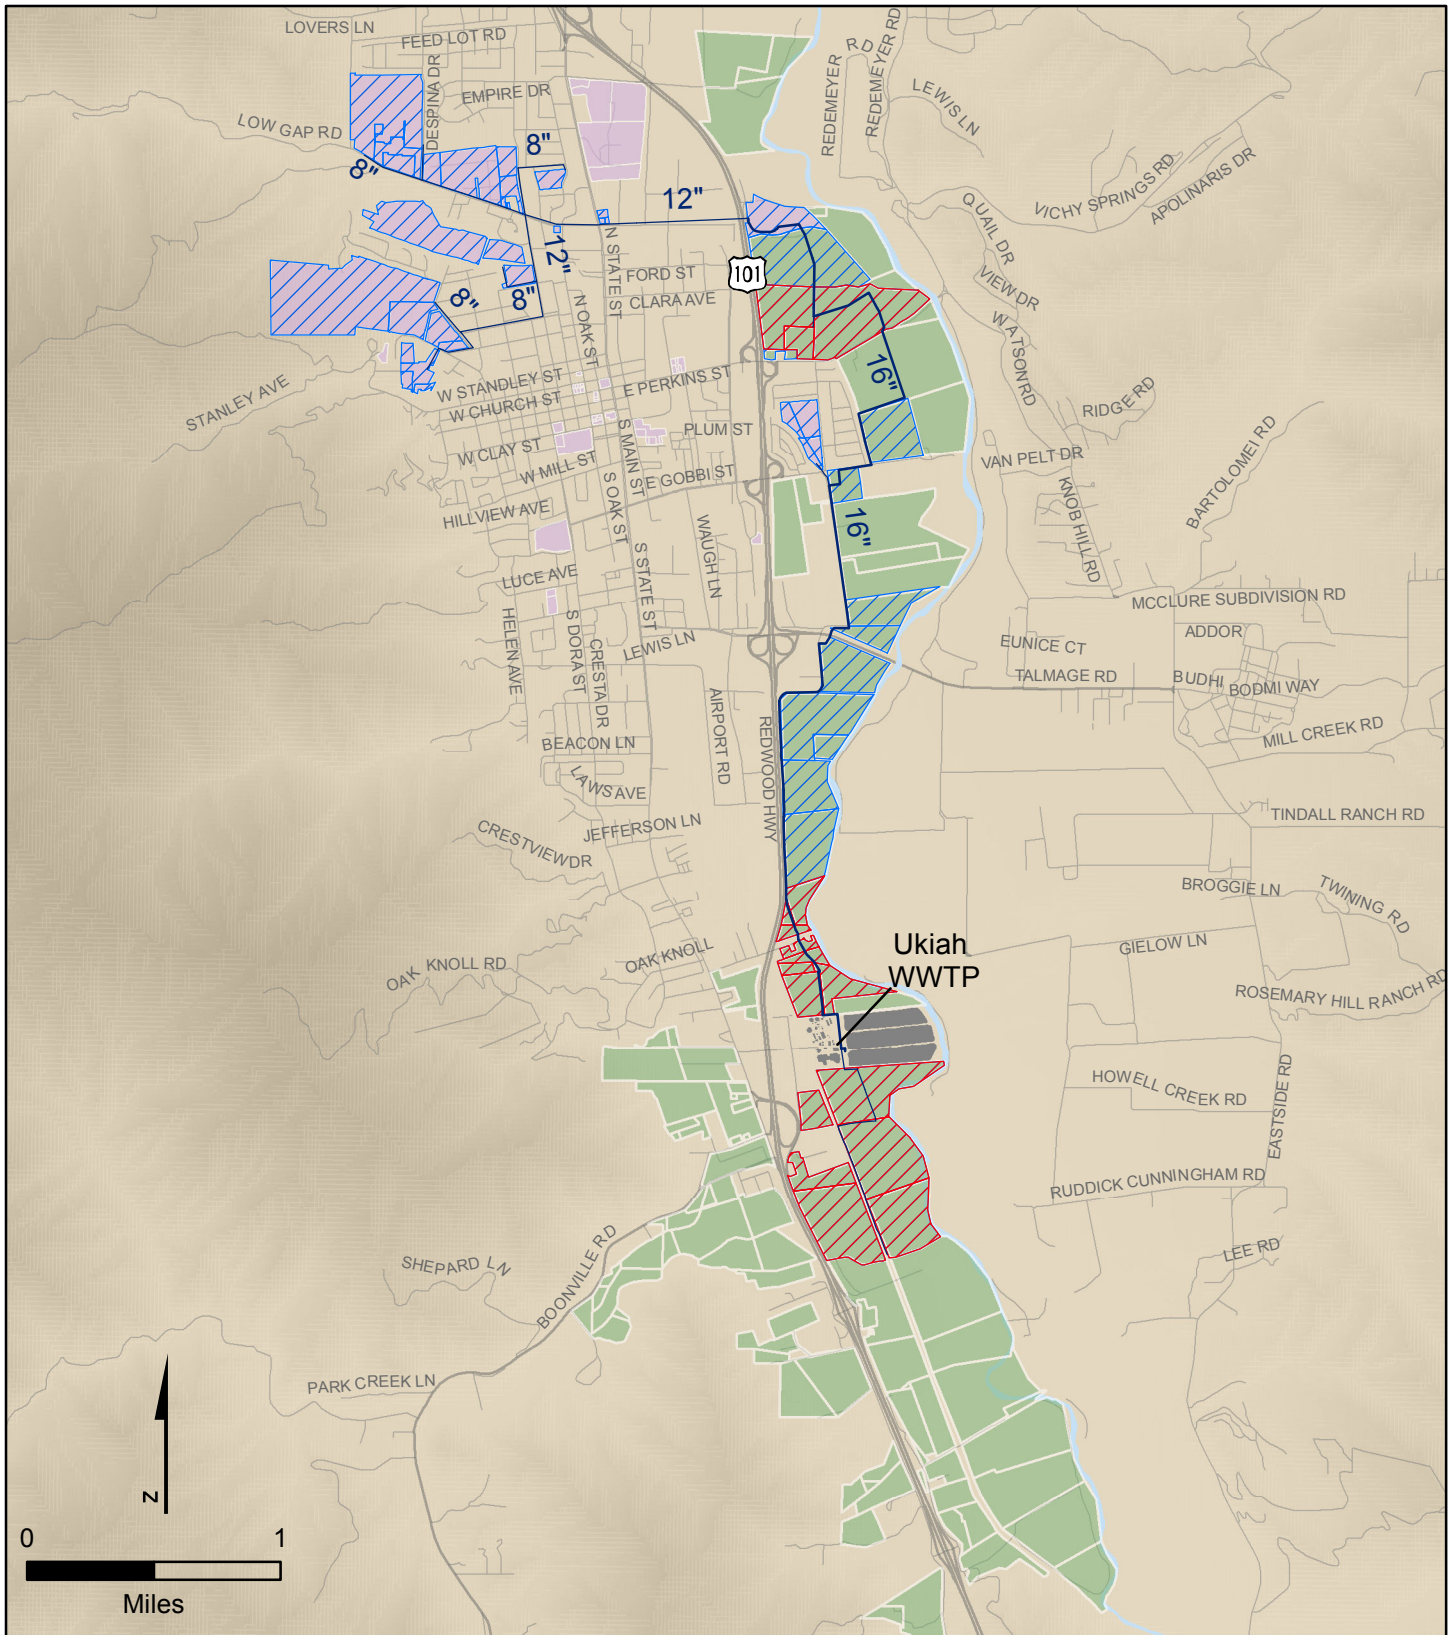 LOVERS LN
FEED LOT RD
DESPINA DR
EMPIRE DR
LOW GAP RD
8"
8"
12"
12"
8"
8"
N STATE ST
FORD ST
CLARA AVE
N OAK ST
101
REDEMEYER RD
REDEMEYER RD
LEWIS LN
VICHY SPRINGS RD
APOLINARIS DR
QUAIL DR
VIEW DR
WATSON RD
RIDGE RD
16"
STANLEY AVE
W STANDLEY ST
W CHURCH ST
E PERKINS ST
PLUM ST
W CLAY ST
W MILL ST
S MAIN ST
E GOBBI ST
S OAK ST
HILLVIEW AVE
16"
VAN PELT DR
KNOB HILL RD
BARTOLOMEI RD
WAUGH LN
LUCE AVE
S STATE ST
HELEN AVE
S DORA ST
CRESTA DR
LEWIS LN
MCCLURE SUBDIVISION RD
ADDOR
EUNICE CT
TALMAGE RD
BUDHI
BODMI WAY
MILL CREEK RD
AIRPORT RD
REDWOOD HWY
BEACON LN
LAWS AVE
JEFFERSON LN
CRESTVIEW DR
TINDALL RANCH RD
BROGGIE LN
TWINING RD
GIELOW LN
OAK KNOLL RD
OAK KNOLL
Ukiah
WWTP
ROSEMARY HILL RANCH RD
HOWELL CREEK RD
EASTSIDE RD
RUDDICK CUNNINGHAM RD
LEE RD
SHEPARD LN
BOONVILLE RD
PARK CREEK LN
N
0 1
Miles